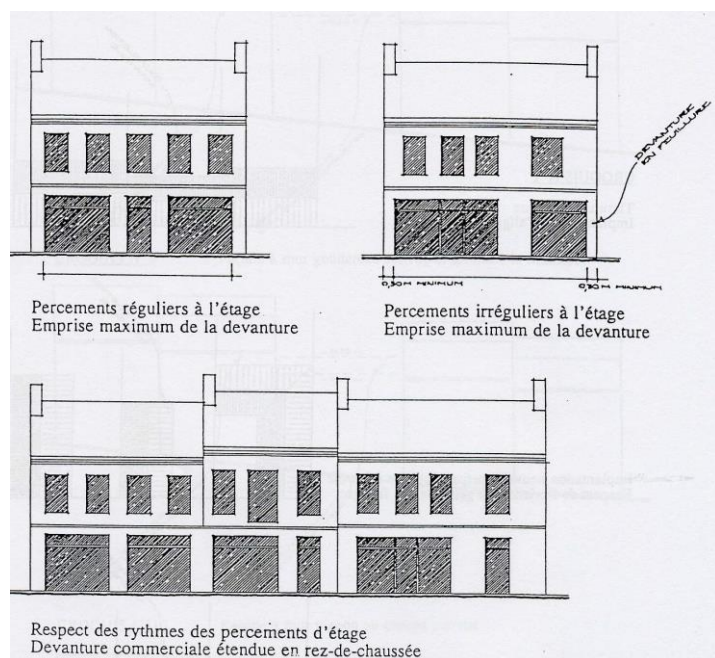 DEVANTURE
EN FEUILLURE
0,30 M MINIMUM
0,30 M MINIMUM
Percements réguliers à l'étage
Emprise maximum de la devanture
Percements irréguliers à l'étage
Emprise maximum de la devanture
Respect des rythmes des percements d'étage
Devanture commerciale étendue en rez-de-chaussée